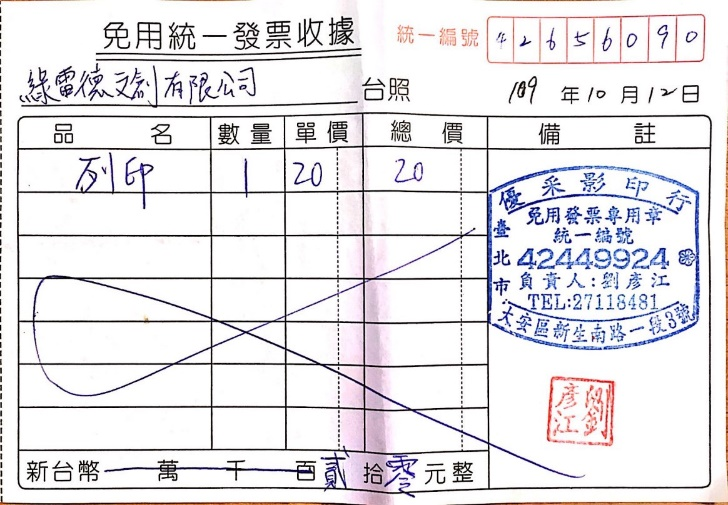 免用統一發票收據
統一編號 42656090
綠雷德文創有限公司 台照
109 年 10 月 12 日
品名 數量 單價 總價 備註
列印 1 20 20
優采影印行
免用發票專用章
統一編號
臺北市
42449924
負責人:劉彥江
TEL:27118481
大安區新生南路一段3號
劉彥江
新台幣 萬 千 百 貳 拾 零 元整